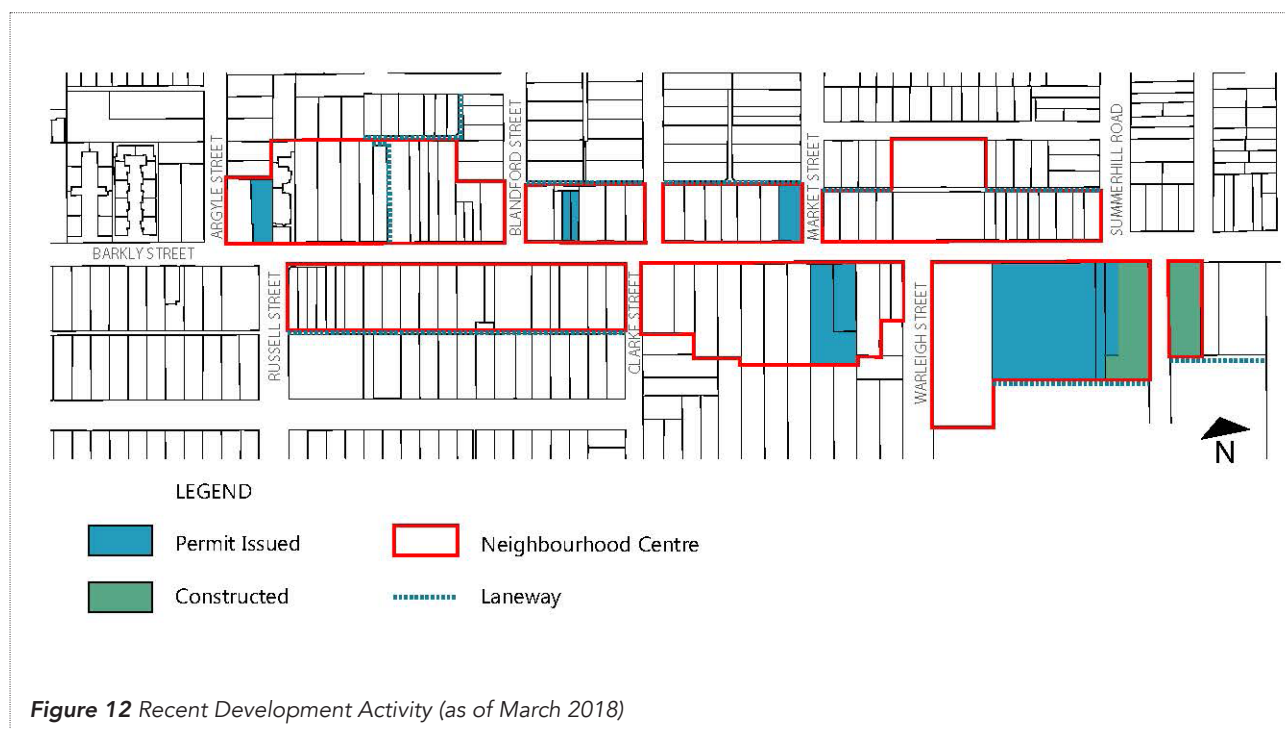 ARGYLE STREET
BLANDFORD STREET
MARKET STREET
SUMMERHILL ROAD
BARKLY STREET
RUSSELL STREET
CLARKE STREET
WARLEIGH STREET
N
LEGEND
Permit Issued
Neighbourhood Centre
Constructed
Laneway
Figure 12 Recent Development Activity (as of March 2018)